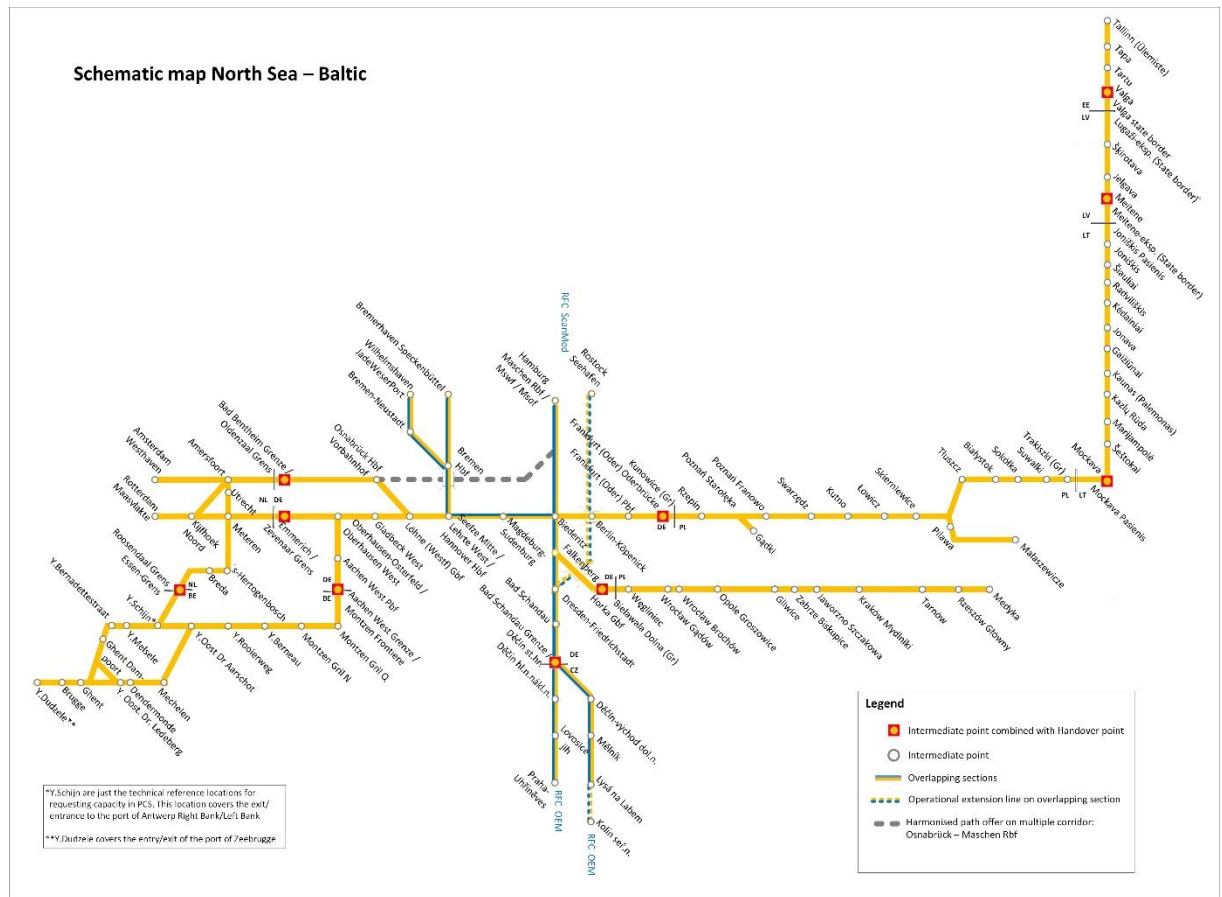 Schematic map North Sea – Baltic
Tallinn (Ülemiste)
Tapa
Tartu
Valga
EE
LV
Valga state border
Lugaži-eksp. (State border)
Šķirotava
Jelgava
Meitene
LV
LT
Meitene-eksp. (State border)
Joniškis Pasienis
Joniškis
Šiauliai
Radviliškis
Kėdainiai
Jonava
Gaižiūnai
Kaunas (Palemonas)
Kazlų Rūda
Marijampolė
Šeštokai
Mockava Pasienis
Mockava
PL
LT
Trakiszki (Gr)
Suwałki
Sokółka
Białystok
Tłuszcz
Pilawa
Małaszewicze
Skierniewice
Łowicz
Kutno
Swarzędz
Poznań Franowo
Gądki
Poznań Starołęka
Rzepin
Kunowice (Gr)
DE
PL
Frankfurt (Oder) Oderbrücke
Frankfurt (Oder) Pbf
Berlin-Köpenick
Rostock
Seehafen
RFC ScanMed
Hamburg
Maschen Rbf /
Mswf / Msof
Bremerhaven Speckenbüttel
Wilhelmshaven
JadeWeserPort
Bremen-Neustadt
Bremen
Hbf
Osnabrück Hbf
Vorbahnhof
Bad Bentheim Grenze /
Oldenzaal Grens
NL
DE
Amersfoort
Amsterdam
Westhaven
Rotterdam
Maasvlakte
Kijfhoek
Noord
Utrecht
Meteren
Emmerich /
Zevenaar Grens
Oberhausen-Osterfeld /
Oberhausen West
Gladbeck West
Löhne (Westf) Gbf
Seelze Mitte /
Lehrte West /
Hannover Hbf
Magdeburg-
Sudenburg
Biederitz
Falkenberg
DE
PL
Horka Gbf
Bielawa Dolna (Gr)
Węgliniec
Wrocław Gądów
Wrocław Brochów
Opole Groszowice
Gliwice
Zabrze Biskupice
Jaworzno Szczakowa
Krakow Mydlniki
Tarnow
Rzeszów Głowny
Medyka
Dresden-Friedrichstadt
Bad Schandau
Bad Schandau Grenze /
Děčín st.hr.
DE
CZ
Děčín hl.n.nákl.n.
Děčín-východ dol.n.
Mělník
Lysá na Labem
Kolín seř.n.
Lovosice
jih
Praha-
Uhříněves
RFC OEM
RFC OEM
Roosendaal Grens
Essen-Grens
NL
BE
Breda
's-Hertogenbosch
DE
BE
Aachen West Pbf
Aachen West Grenze /
Montzen Frontiere
Montzen Gril Q
Montzen Gril N
Y.Berneau
Y.Rooierweg
Y.Oost Dr Aarschot
Y.Schijn*
Y.Melsele
Y.Bernadettestraat
Ghent Dam-
poort
Y.Dudzele**
Brugge
Ghent
Y. Oost. Dr. Ledeberg
Dendermonde
Mechelen
*Y.Schijn are just the technical reference locations for
requesting capacity in PCS. This location covers the exit/
entrance to the port of Antwerp Right Bank/Left Bank
**Y.Dudzele covers the entry/exit of the port of Zeebrugge
Legend
Intermediate point combined with Handover point
Intermediate point
Overlapping sections
Operational extension line on overlapping section
Harmonised path offer on multiple corridor:
Osnabrück – Maschen Rbf